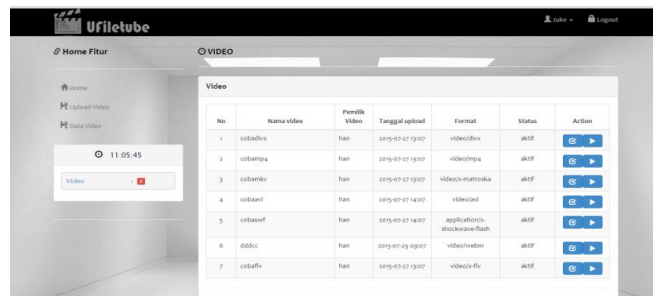 Ufiletube
zuke
Logout
Home Fitur
VIDEO
Home
Upload Video
Data Video
11:05:45
Video
Video
No Nama video Pemilik Video Tanggal upload Format Status Action
1 cobadivx han 2015-07-27 13:07 video/divx aktif
2 cobamp4 han 2015-07-27 15:07 video/mp4 aktif
3 cobamkv han 2015-07-27 13:07 video/x-matroska aktif
4 cobaavi han 2015-07-27 14:07 video/avi aktif
5 cobaswf han 2015-07-27 14:07 application/x-shockwave-flash aktif
6 dddcc han 2015-07-29 09:07 video/webm aktif
7 cobaflv han 2015-07-27 13:07 video/x-flv aktif